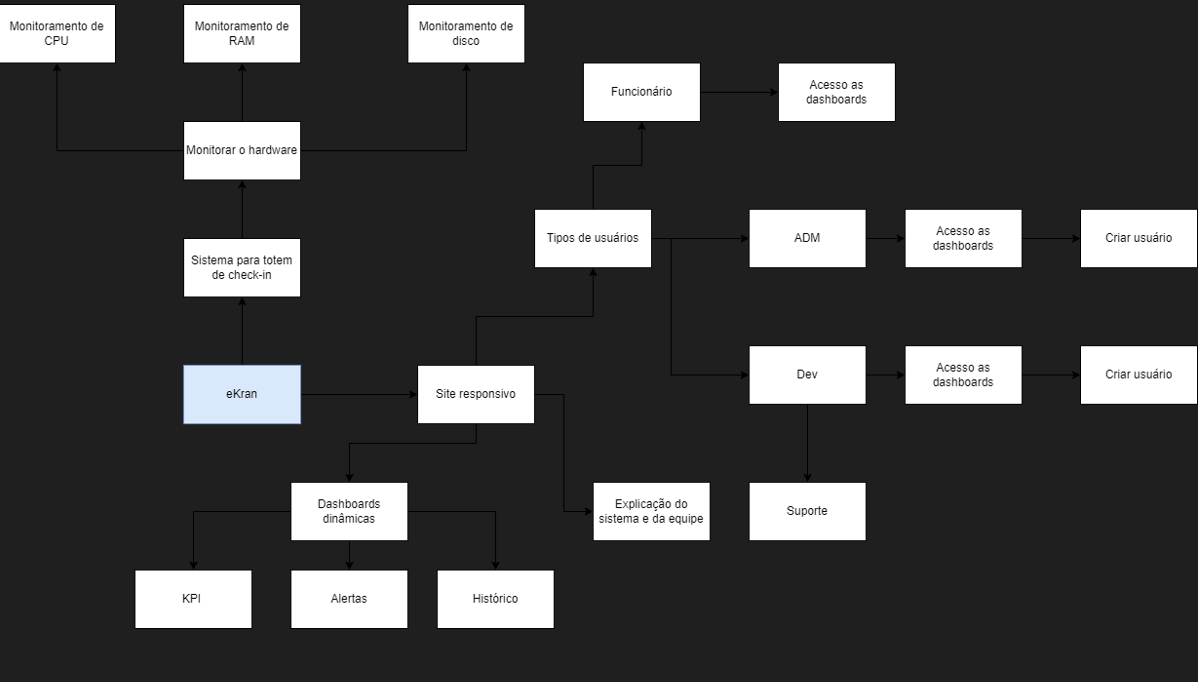 Monitoramento de
CPU
Monitoramento de
RAM
Monitoramento de
disco
Funcionário
Acesso as
dashboards
Monitorar o hardware
Tipos de usuários
ADM
Acesso as
dashboards
Criar usuário
Sistema para totem
de check-in
eKran
Site responsivo
Dev
Acesso as
dashboards
Criar usuário
Dashboards
dinâmicas
Explicação do
sistema e da equipe
Suporte
KPI
Alertas
Histórico